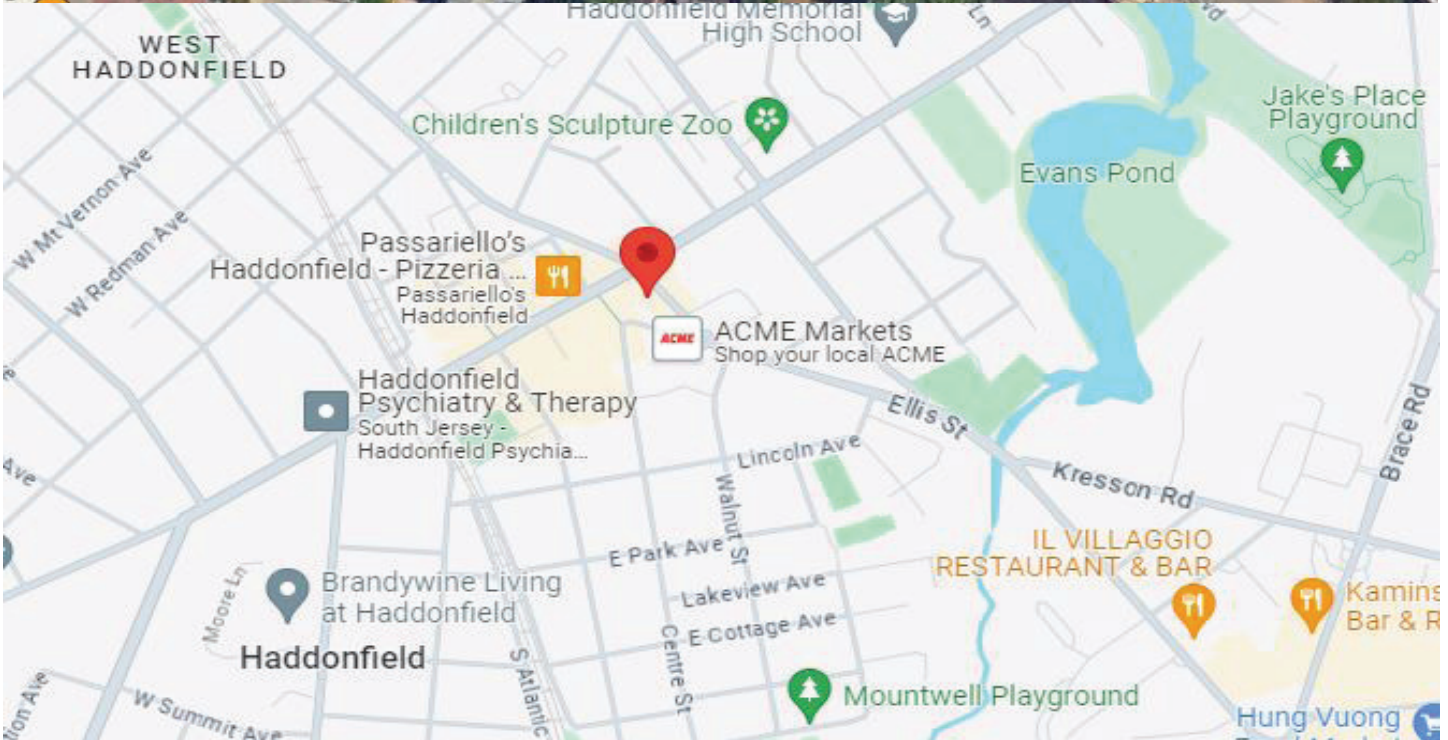 Haddonfield Memorial
High School
Ln
WEST
HADDONFIELD
Jake's Place
Playground
Children's Sculpture Zoo
Evans Pond
W Mt Vernon Ave
W Redman Ave
Passariello's
Haddonfield - Pizzeria ...
Passariello's
Haddonfield
ACME
ACME Markets
Shop your local ACME
Haddonfield
Psychiatry & Therapy
South Jersey -
Haddonfield Psychia...
Ellis St
Brace Rd
Lincoln Ave
Ave
Kresson Rd
Walnut St
IL VILLAGGIO
RESTAURANT & BAR
E Park Ave
Lakeview Ave
Moore Ln
Brandywine Living
at Haddonfield
Kamins
Bar & R
E Cottage Ave
Haddonfield
Centre St
S Atlantic
Mountwell Playground
W Summit Ave
tion Ave
Hung Vuong